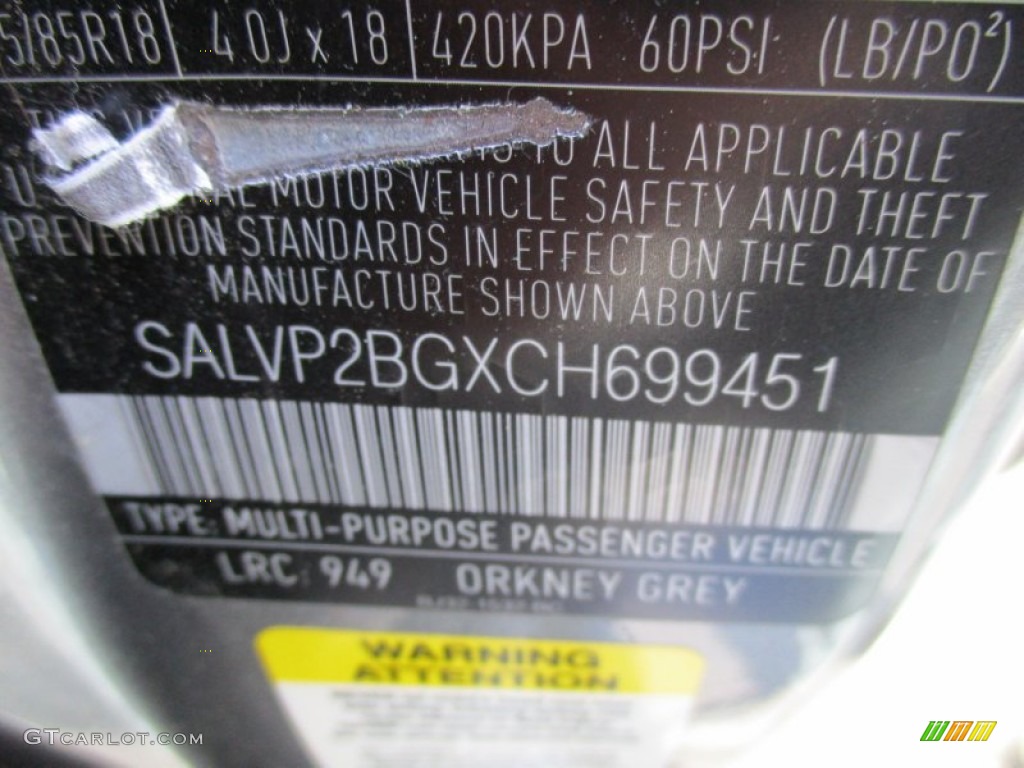 5/85R18 4 0J x 18 420KPA 60PSI (LB/PO²)
TO ALL APPLICABLE
MOTOR VEHICLE SAFETY AND THEFT
PREVENTION STANDARDS IN EFFECT ON THE DATE OF
MANUFACTURE SHOWN ABOVE
SALVP2BGXCH699451
TYPE: MULTI-PURPOSE PASSENGER VEHICLE
LRC: 949 ORKNEY GREY
WARNING
ATTENTION
GTCARLOT.COM